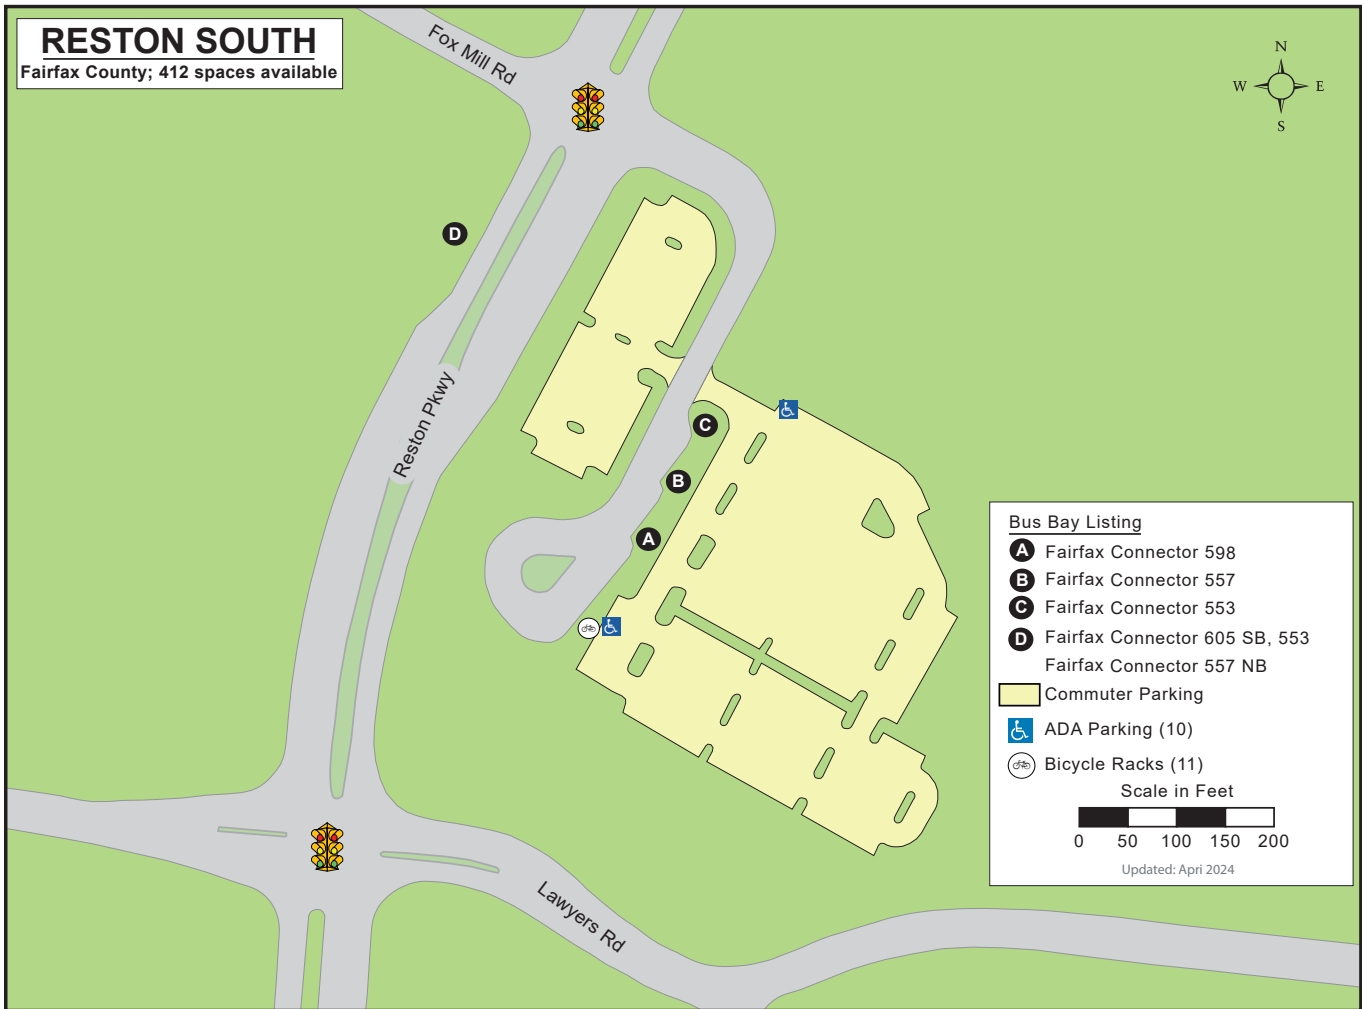 RESTON SOUTH
Fairfax County; 412 spaces available
Fox Mill Rd
N
W E
S
D
Reston Pkwy
C
B
A
Bus Bay Listing
A Fairfax Connector 598
B Fairfax Connector 557
C Fairfax Connector 553
D Fairfax Connector 605 SB, 553
Fairfax Connector 557 NB
Commuter Parking
ADA Parking (10)
Bicycle Racks (11)
Scale in Feet
0 50 100 150 200
Updated: Apri 2024
Lawyers Rd